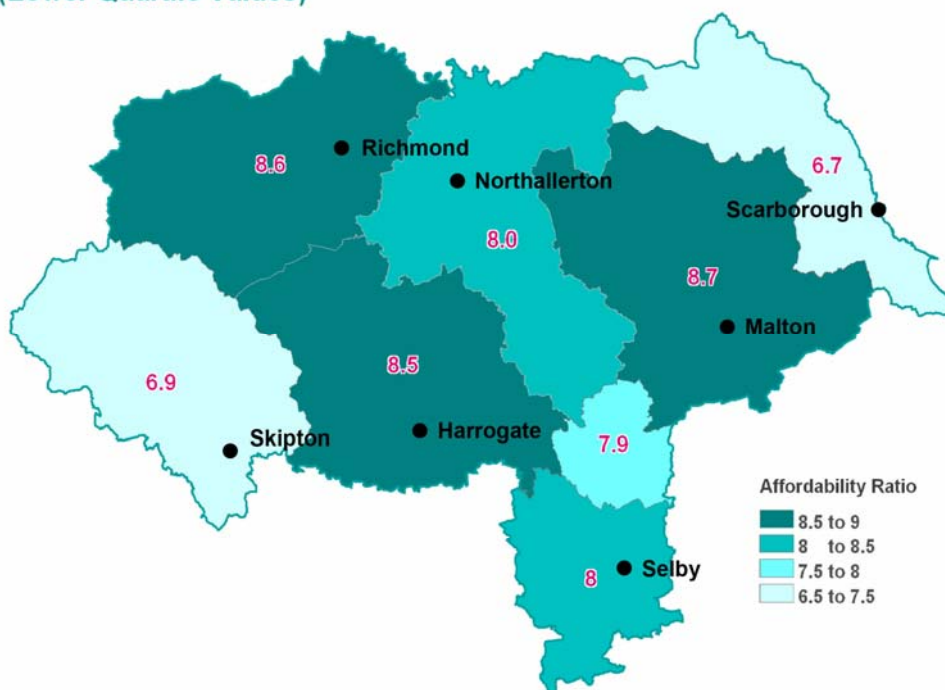 8.6
Richmond
Northallerton
6.7
Scarborough
8.0
8.7
Malton
8.5
6.9
Skipton
Harrogate
7.9
8
Selby
Affordability Ratio
8.5 to 9
8 to 8.5
7.5 to 8
6.5 to 7.5